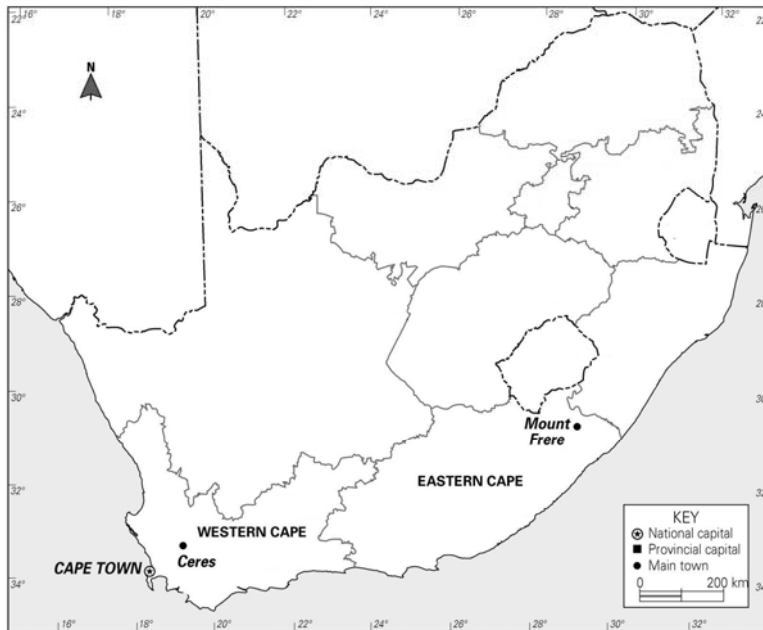 16° 18° 20° 22° 24° 26° 28° 30° 32°
22°
24° 24
26° 26
28° 28
30° 30
32° 32
34° 34
N
Mount
Frere
EASTERN CAPE
WESTERN CAPE
Ceres
CAPE TOWN
KEY
National capital
Provincial capital
Main town
0 200 km
16° 18° 20° 22° 24° 26° 28° 30° 32°